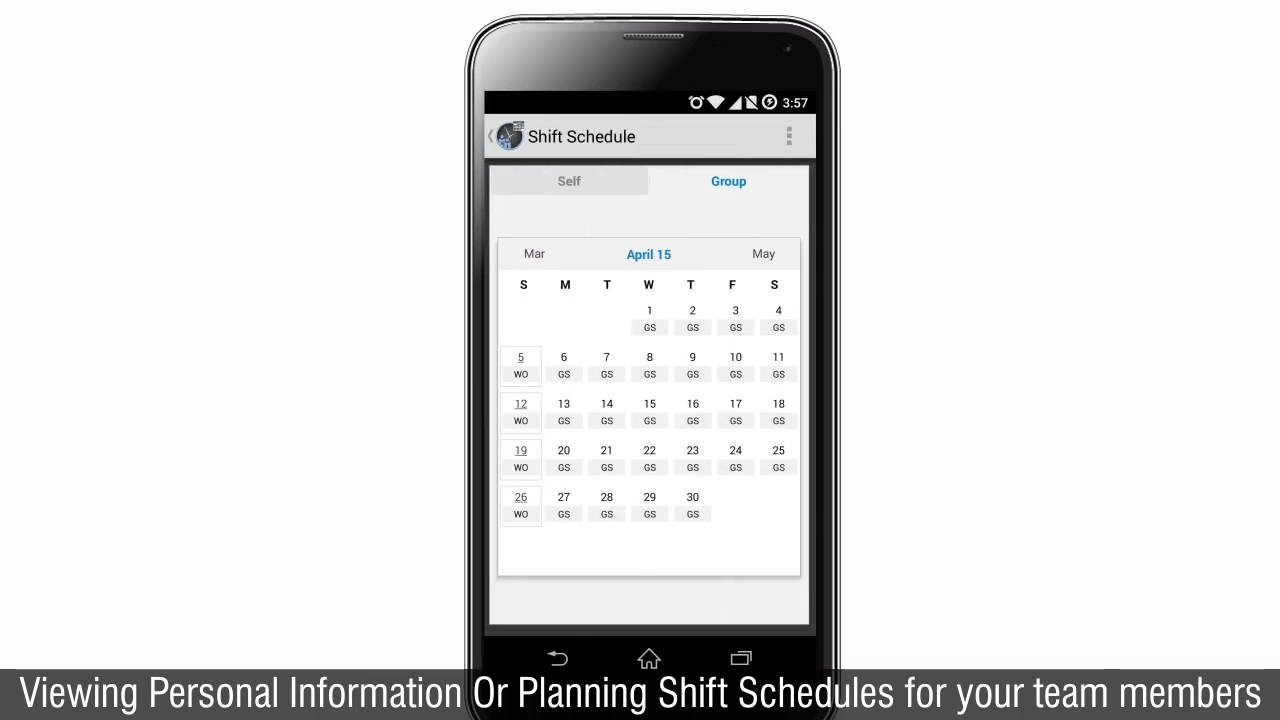 3:57
Shift Schedule
Self Group
Mar April 15 May
S M T W T F S
1 2 3 4
GS GS GS GS
5 6 7 8 9 10 11
WO GS GS GS GS GS GS
12 13 14 15 16 17 18
WO GS GS GS GS GS GS
19 20 21 22 23 24 25
WO GS GS GS GS GS GS
26 27 28 29 30
WO GS GS GS GS
Viewing Personal Information Or Planning Shift Schedules for your team members